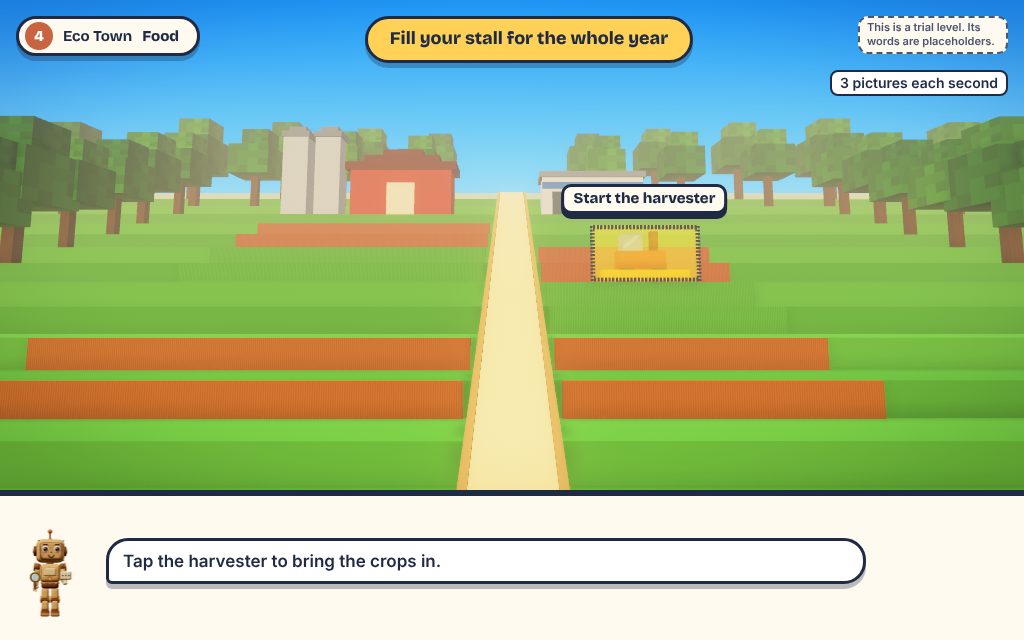 4 Eco Town Food
Fill your stall for the whole year
This is a trial level. Its
words are placeholders.
3 pictures each second
Start the harvester
Tap the harvester to bring the crops in.